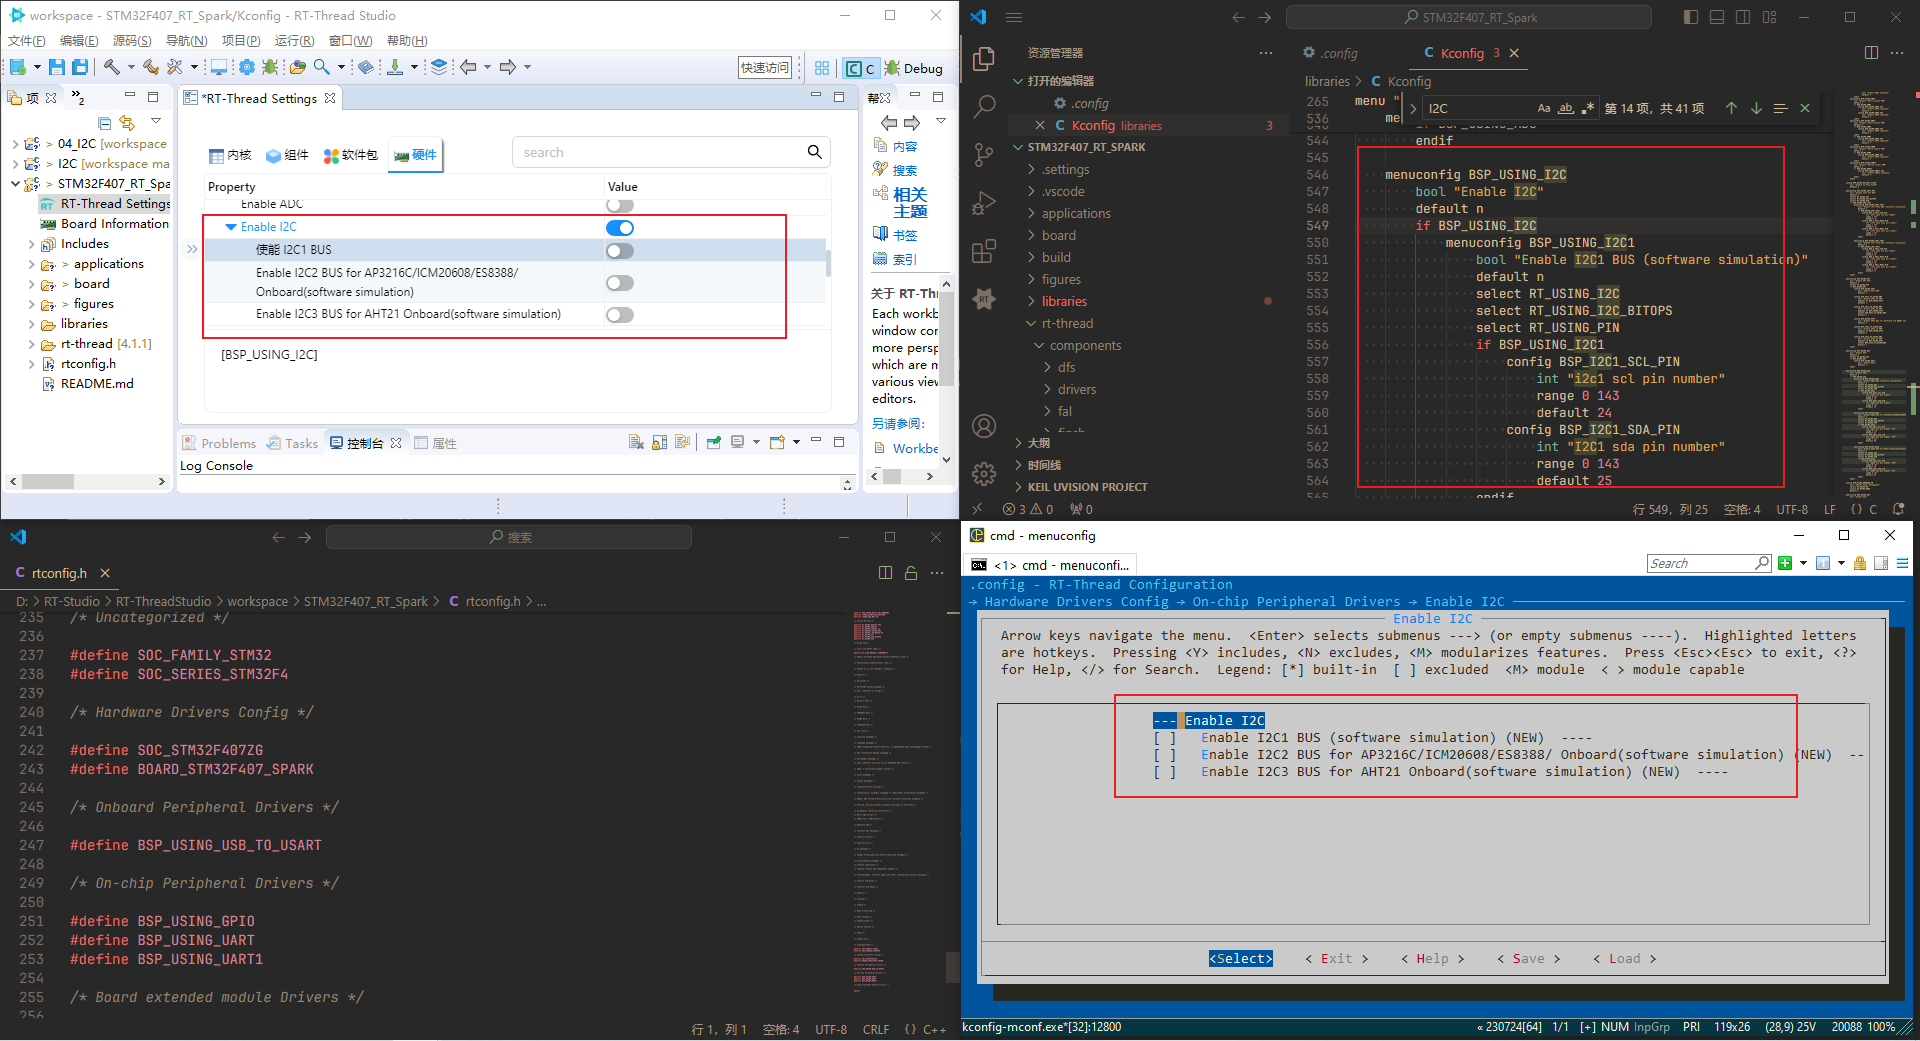 workspace - STM32F407_RT_Spark/Kconfig - RT-Thread Studio
文件(F) 编辑(E) 源码(S) 导航(N) 项目(P) 运行(R) 窗口(W) 帮助(H)
快速访问 C Debug
项 2
*RT-Thread Settings
帮
> 04_I2C [workspace
> I2C [workspace ma
> STM32F407_RT_Spa
RT-Thread Settings
Board Information
Includes
> applications
> board
> figures
libraries
rt-thread [4.1.1]
rtconfig.h
README.md
内核 组件 软件包 硬件
search
Property Value
Enable ADC
Enable I2C
使能 I2C1 BUS
Enable I2C2 BUS for AP3216C/ICM20608/ES8388/
Onboard(software simulation)
Enable I2C3 BUS for AHT21 Onboard(software simulation)
[BSP_USING_I2C]
内容
搜索
相关
主题
书签
索引
关于 RT-Thr
Each workb
window con
more persp
which are m
various view
editors.
另请参阅:
Workbe
Problems Tasks 控制台 属性
Log Console
STM32F407_RT_Spark
资源管理器
打开的编辑器
.config
Kconfig libraries 3
STM32F407_RT_SPARK
.settings
.vscode
applications
board
build
figures
libraries
rt-thread
components
dfs
drivers
fal
大纲
时间线
KEIL UVISION PROJECT
.config
Kconfig 3
libraries > Kconfig
I2C Aa ab 第 14 项, 共 41 项
265 menu "
536 me
544 endif
545
546 menuconfig BSP_USING_I2C
547 bool "Enable I2C"
548 default n
549 if BSP_USING_I2C
550 menuconfig BSP_USING_I2C1
551 bool "Enable I2C1 BUS (software simulation)"
552 default n
553 select RT_USING_I2C
554 select RT_USING_I2C_BITOPS
555 select RT_USING_PIN
556 if BSP_USING_I2C1
557 config BSP_I2C1_SCL_PIN
558 int "i2c1 scl pin number"
559 range 0 143
560 default 24
561 config BSP_I2C1_SDA_PIN
562 int "I2C1 sda pin number"
563 range 0 143
564 default 25
565 endif
3 0 0
行 549, 列 25 空格: 4 UTF-8 LF {} C
搜索
rtconfig.h
D: > RT-Studio > RT-ThreadStudio > workspace > STM32F407_RT_Spark > C rtconfig.h > ...
235 /* Uncategorized */
236
237 #define SOC_FAMILY_STM32
238 #define SOC_SERIES_STM32F4
239
240 /* Hardware Drivers Config */
241
242 #define SOC_STM32F407ZG
243 #define BOARD_STM32F407_SPARK
244
245 /* Onboard Peripheral Drivers */
246
247 #define BSP_USING_USB_TO_USART
248
249 /* On-chip Peripheral Drivers */
250
251 #define BSP_USING_GPIO
252 #define BSP_USING_UART
253 #define BSP_USING_UART1
254
255 /* Board extended module Drivers */
256
行 1, 列 1 空格: 4 UTF-8 CRLF {} C++
cmd - menuconfig
<1> cmd - menuconfi...
Search
.config - RT-Thread Configuration
→ Hardware Drivers Config → On-chip Peripheral Drivers → Enable I2C
Enable I2C
Arrow keys navigate the menu. <Enter> selects submenus ---> (or empty submenus ----). Highlighted letters
are hotkeys. Pressing <Y> includes, <N> excludes, <M> modularizes features. Press <Esc><Esc> to exit, <?>
for Help, </> for Search. Legend: [*] built-in [ ] excluded <M> module < > module capable
--- Enable I2C
[ ] Enable I2C1 BUS (software simulation) (NEW) ----
[ ] Enable I2C2 BUS for AP3216C/ICM20608/ES8388/ Onboard(software simulation) (NEW) --
[ ] Enable I2C3 BUS for AHT21 Onboard(software simulation) (NEW) ----
<Select> < Exit > < Help > < Save > < Load >
kconfig-mconf.exe*[32]:12800
« 230724[64] 1/1 [+] NUM InpGrp PRI 119x26 (28,9) 25V 20088 100%